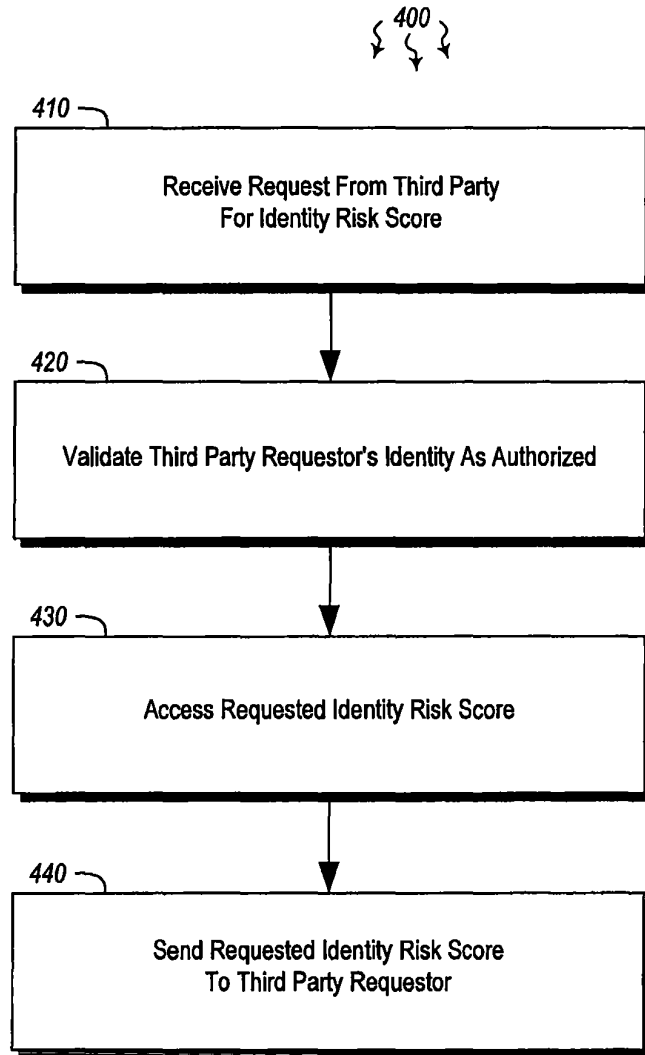 400
410
Receive Request From Third Party
For Identity Risk Score
420
Validate Third Party Requestor's Identity As Authorized
430
Access Requested Identity Risk Score
440
Send Requested Identity Risk Score
To Third Party Requestor